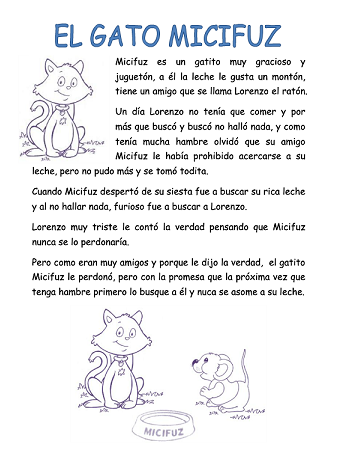 EL GATO MICIFUZ
Micifuz es un gatito muy gracioso y
juguetón, a él la leche le gusta un montón,
tiene un amigo que se llama Lorenzo el ratón.
Un día Lorenzo no tenía que comer y por
más que buscó y buscó no halló nada, y como
tenía mucha hambre olvidó que su amigo
Micifuz le había prohibido acercarse a su
leche, pero no pudo más y se tomó todita.
Cuando Micifuz despertó de su siesta fue a buscar su rica leche
y al no hallar nada, furioso fue a buscar a Lorenzo.
Lorenzo muy triste le contó la verdad pensando que Micifuz
nunca se lo perdonaría.
Pero como eran muy amigos y porque le dijo la verdad, el gatito
Micifuz le perdonó, pero con la promesa que la próxima vez que
tenga hambre primero lo busque a él y nuca se asome a su leche.
MICIFUZ